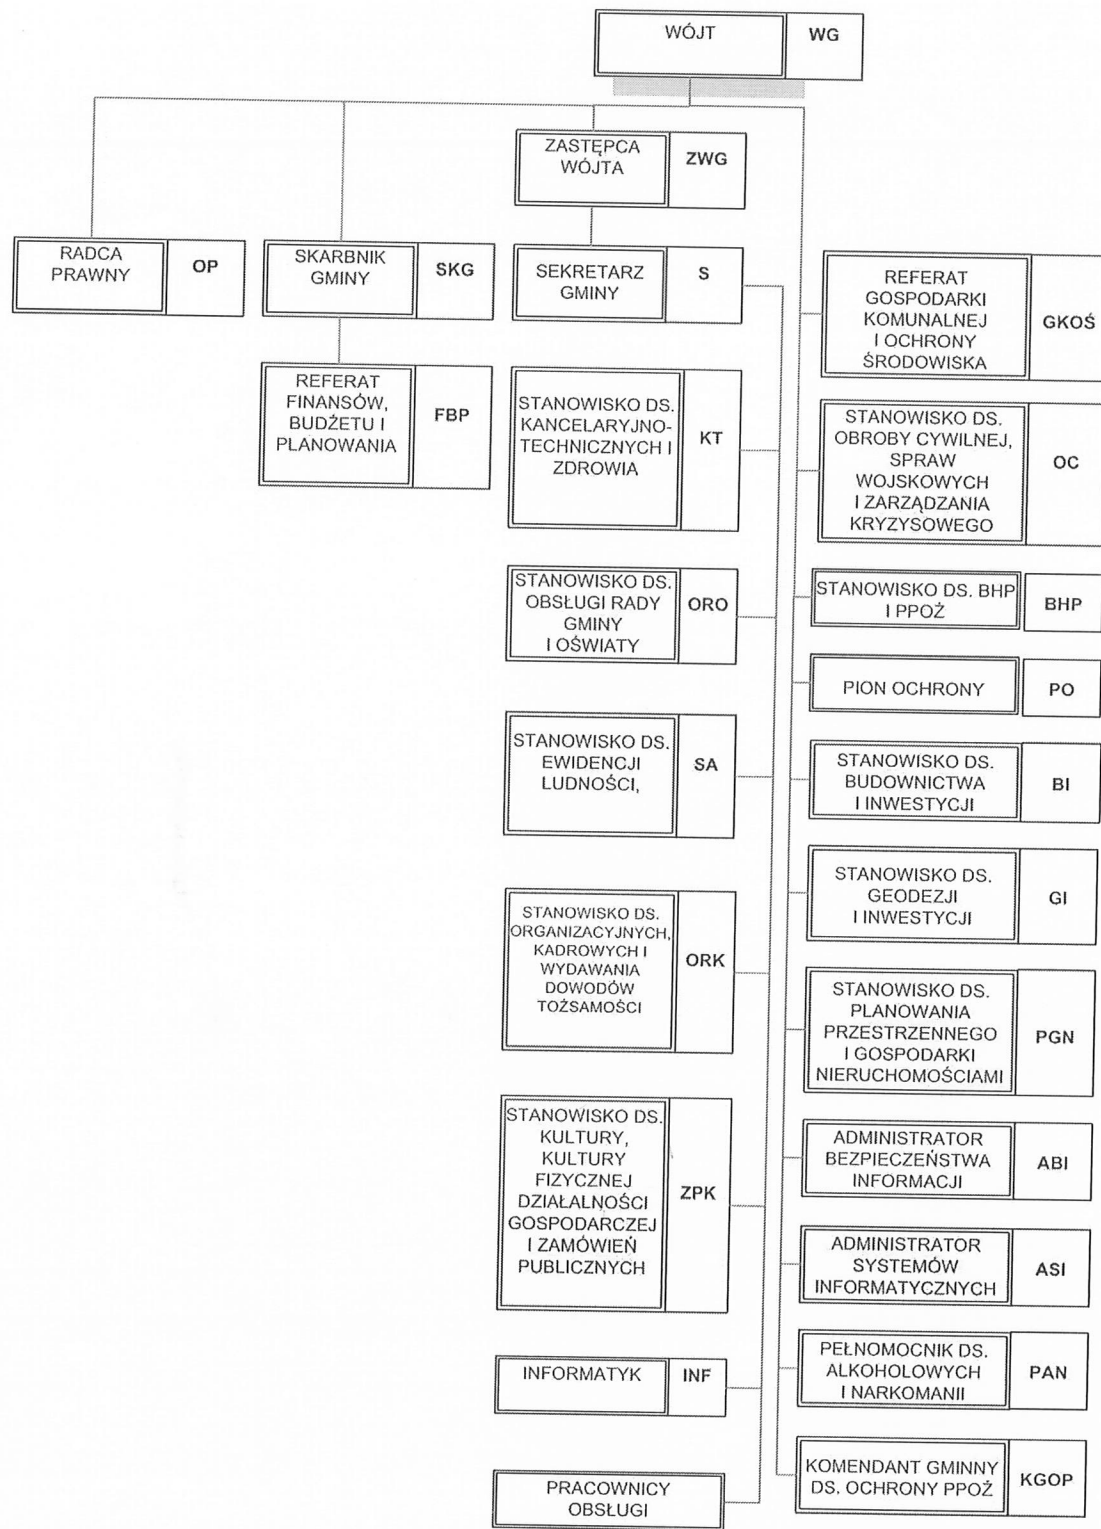 WÓJT
WG
ZASTĘPCA
WÓJTA
ZWG
RADCA
PRAWNY
OP
SKARBNIK
GMINY
SKG
SEKRETARZ
GMINY
S
REFERAT
FINANSÓW,
BUDŻETU I
PLANOWANIA
FBP
STANOWISKO DS.
KANCELARYJNO-
TECHNICZNYCH I
ZDROWIA
KT
STANOWISKO DS.
OBSŁUGI RADY
GMINY
I OŚWIATY
ORO
STANOWISKO DS.
EWIDENCJI
LUDNOŚCI,
SA
STANOWISKO DS.
ORGANIZACYJNYCH,
KADROWYCH I
WYDAWANIA
DOWODÓW
TOŻSAMOŚCI
ORK
STANOWISKO DS.
KULTURY,
KULTURY
FIZYCZNEJ
DZIAŁALNOŚCI
GOSPODARCZEJ
I ZAMÓWIEŃ
PUBLICZNYCH
ZPK
INFORMATYK
INF
PRACOWNICY
OBSŁUGI
REFERAT
GOSPODARKI
KOMUNALNEJ
I OCHRONY
ŚRODOWISKA
GKOŚ
STANOWISKO DS.
OBROBY CYWILNEJ,
SPRAW
WOJSKOWYCH
I ZARZĄDZANIA
KRYZYSOWEGO
OC
STANOWISKO DS. BHP
I PPOŻ
BHP
PION OCHRONY
PO
STANOWISKO DS.
BUDOWNICTWA
I INWESTYCJI
BI
STANOWISKO DS.
GEODEZJI
I INWESTYCJI
GI
STANOWISKO DS.
PLANOWANIA
PRZESTRZENNEGO
I GOSPODARKI
NIERUCHOMOŚCIAMI
PGN
ADMINISTRATOR
BEZPIECZEŃSTWA
INFORMACJI
ABI
ADMINISTRATOR
SYSTEMÓW
INFORMATYCZNYCH
ASI
PEŁNOMOCNIK DS.
ALKOHOLOWYCH
I NARKOMANII
PAN
KOMENDANT GMINNY
DS. OCHRONY PPOŻ
KGOP